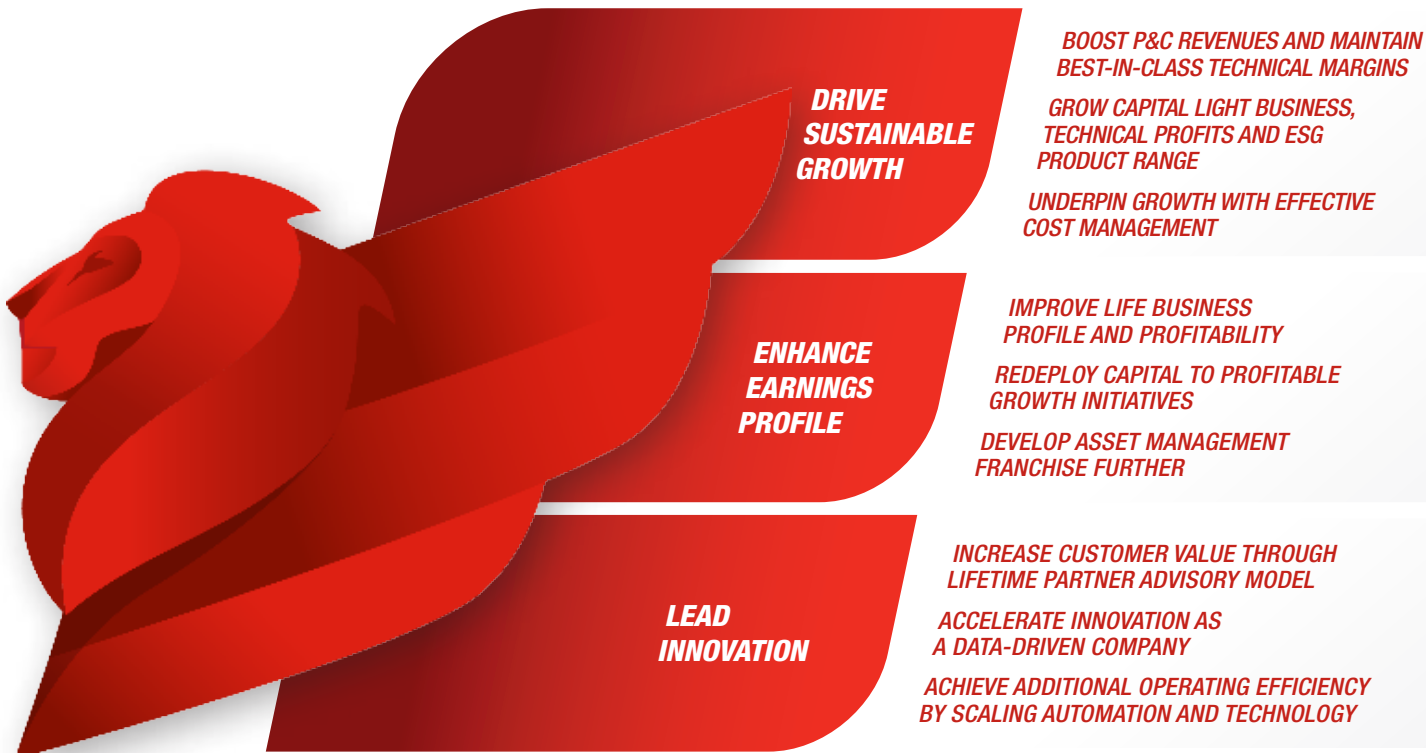 DRIVE
SUSTAINABLE
GROWTH
BOOST P&C REVENUES AND MAINTAIN
BEST-IN-CLASS TECHNICAL MARGINS
GROW CAPITAL LIGHT BUSINESS,
TECHNICAL PROFITS AND ESG
PRODUCT RANGE
UNDERPIN GROWTH WITH EFFECTIVE
COST MANAGEMENT
ENHANCE
EARNINGS
PROFILE
IMPROVE LIFE BUSINESS
PROFILE AND PROFITABILITY
REDEPLOY CAPITAL TO PROFITABLE
GROWTH INITIATIVES
DEVELOP ASSET MANAGEMENT
FRANCHISE FURTHER
LEAD
INNOVATION
INCREASE CUSTOMER VALUE THROUGH
LIFETIME PARTNER ADVISORY MODEL
ACCELERATE INNOVATION AS
A DATA-DRIVEN COMPANY
ACHIEVE ADDITIONAL OPERATING EFFICIENCY
BY SCALING AUTOMATION AND TECHNOLOGY